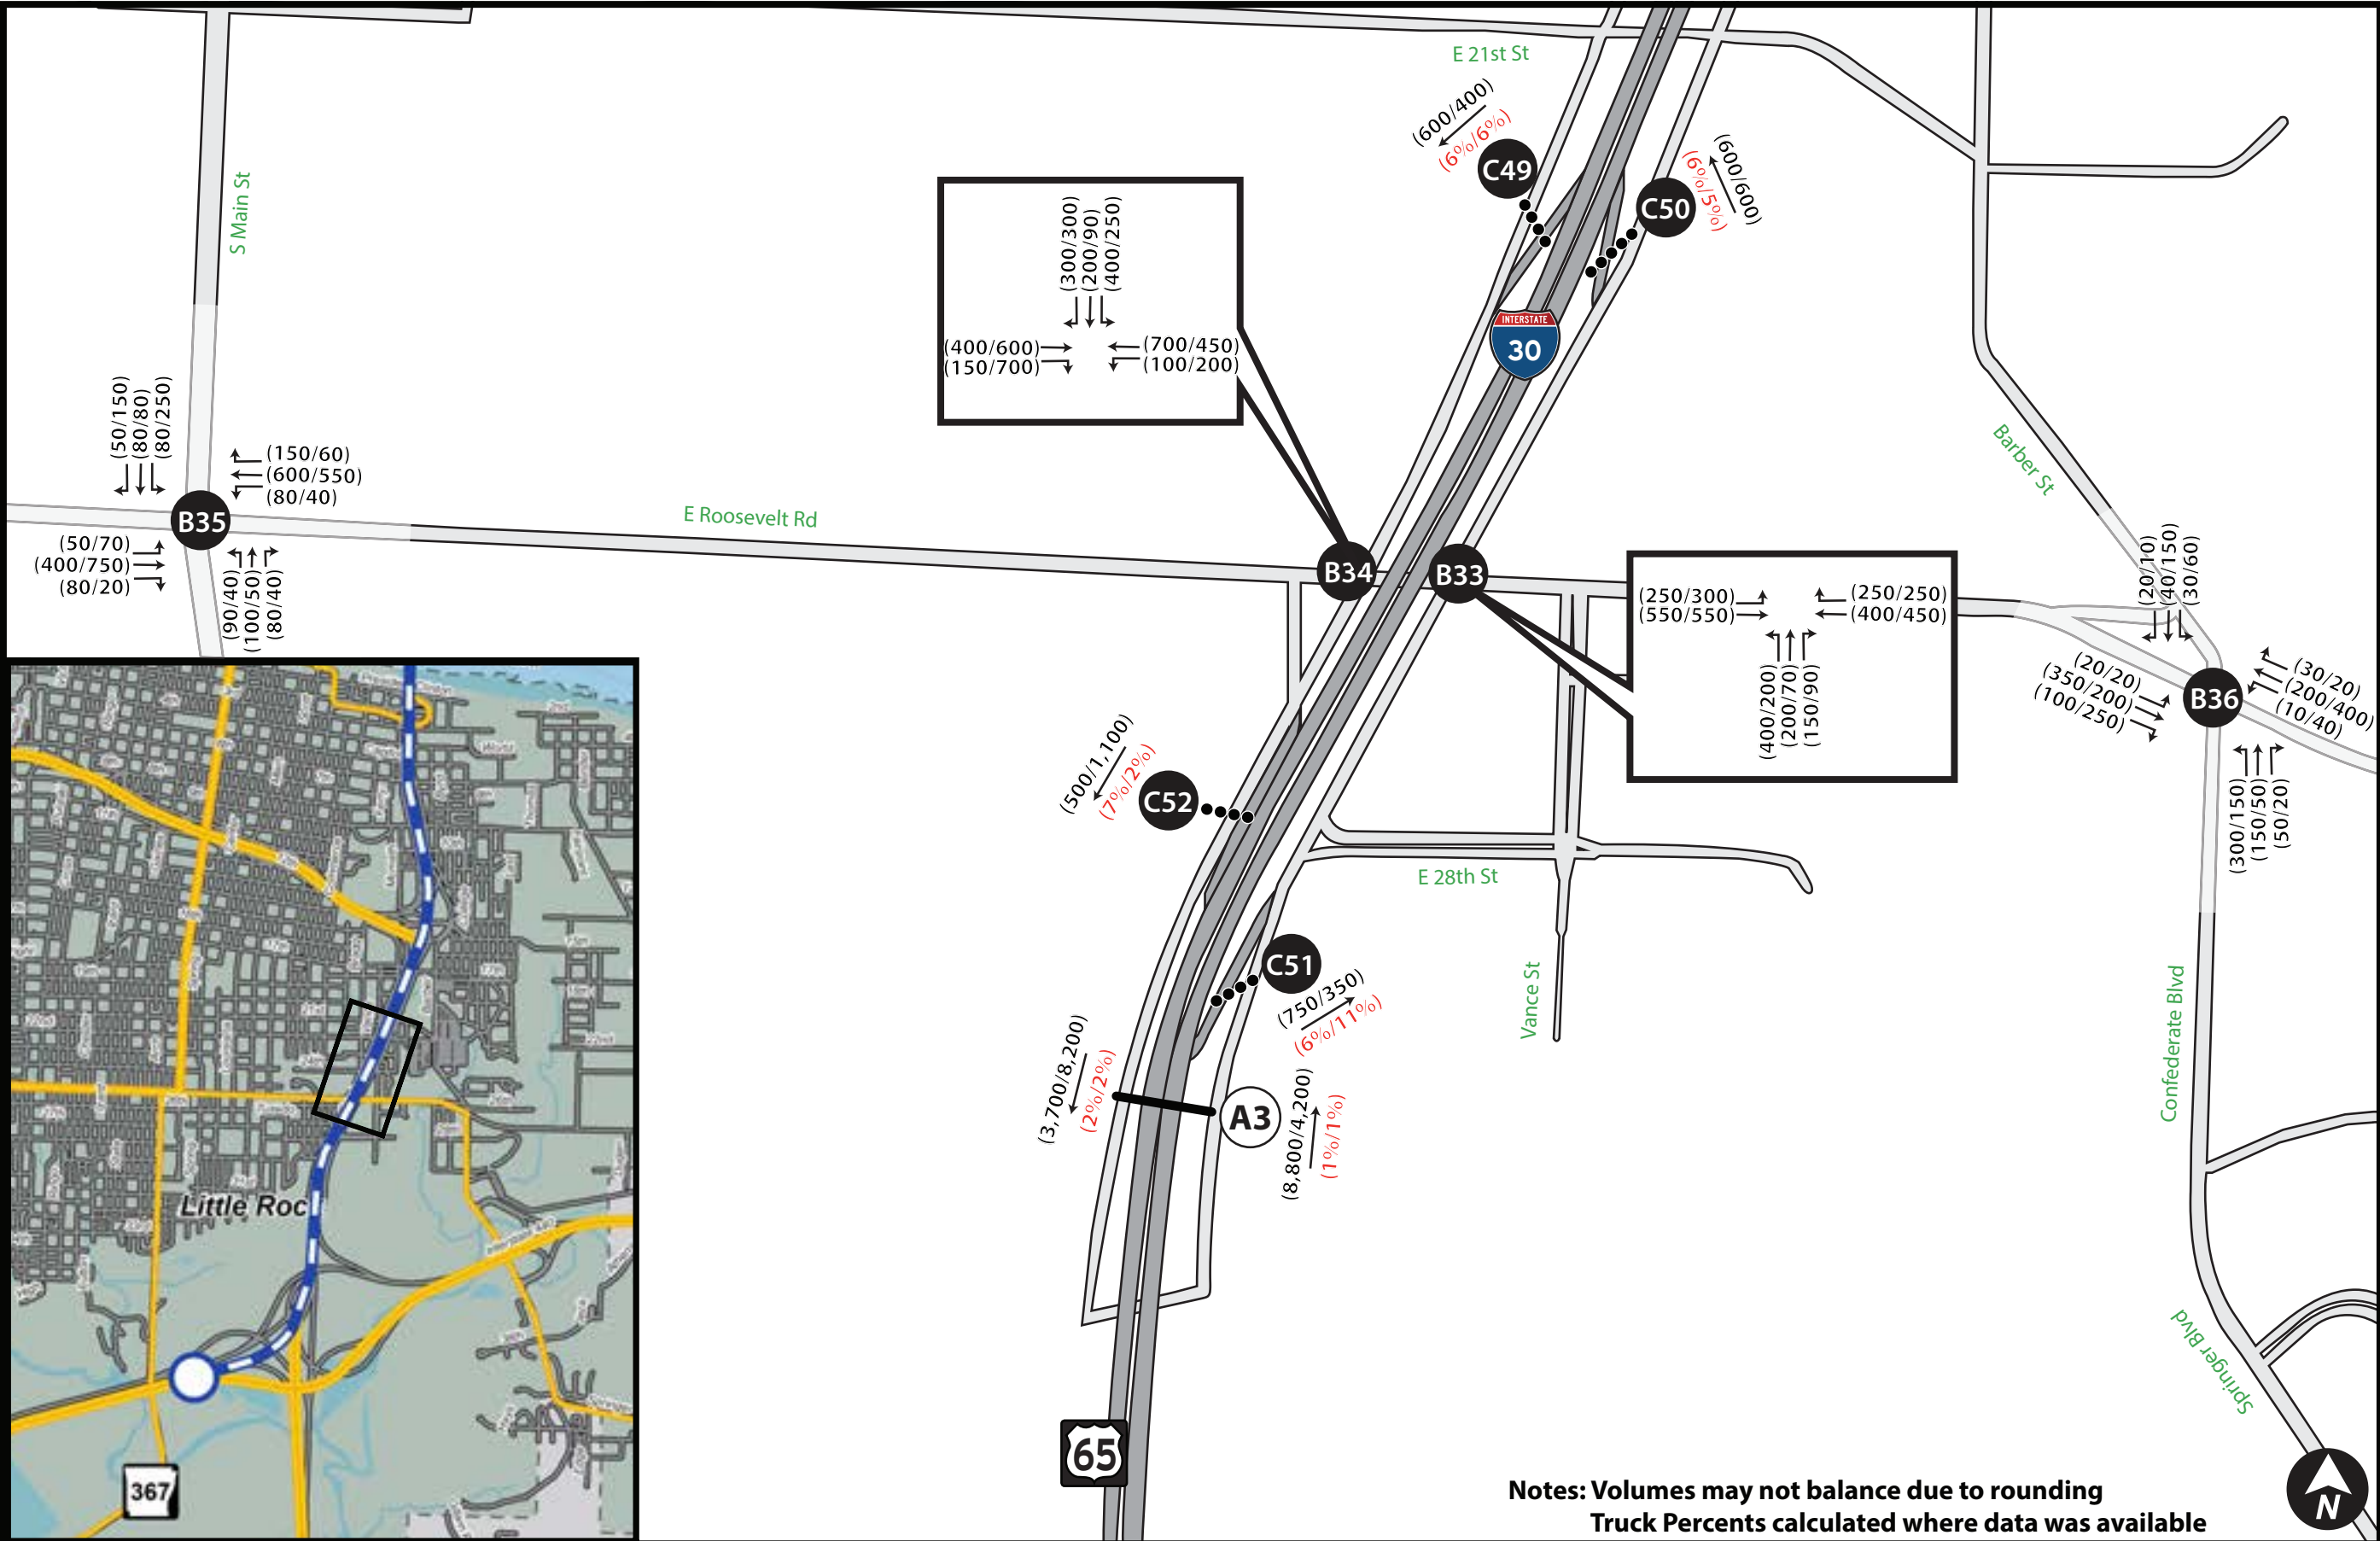 E 21st St
(600/400)
(6%/6%)
C49
(600/600)
(6%/5%)
C50
S Main St
(300/300)
(200/90)
(400/250)
(400/600)
(150/700)
(700/450)
(100/200)
INTERSTATE
30
Barber St
(50/150)
(80/80)
(80/250)
(150/60)
(600/550)
(80/40)
B35
E Roosevelt Rd
(50/70)
(400/750)
(80/20)
(90/40)
(100/50)
(80/40)
B34
B33
(250/300)
(550/550)
(250/250)
(400/450)
(400/200)
(200/70)
(150/90)
(20/10)
(40/150)
(30/60)
(20/20)
(350/200)
(100/250)
B36
(30/20)
(200/400)
(10/40)
(300/150)
(150/50)
(50/20)
(500/1,100)
(7%/2%)
C52
E 28th St
C51
(750/350)
(6%/11%)
Vance St
Confederate Blvd
(3,700/8,200)
(2%/2%)
A3
(8,800/4,200)
(1%/1%)
Little Roc
Springer Blvd
65
367
Notes: Volumes may not balance due to rounding
Truck Percents calculated where data was available
N